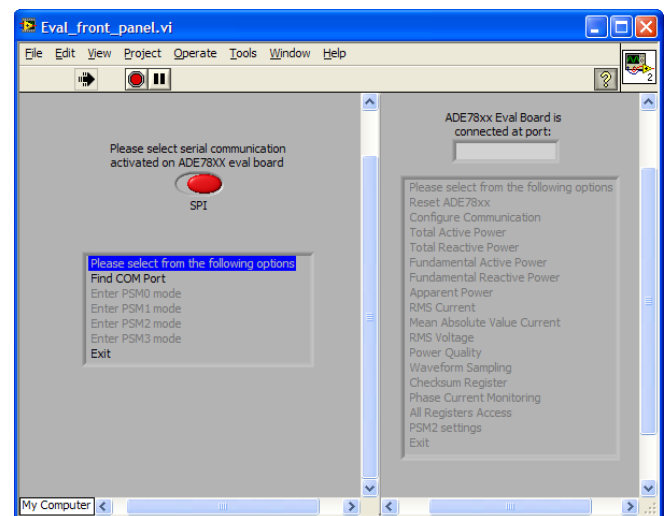 Eval_front_panel.vi
File Edit View Project Operate Tools Window Help
2
Please select serial communication
activated on ADE78XX eval board
SPI
Please select from the following options
Find COM Port
Enter PSM0 mode
Enter PSM1 mode
Enter PSM2 mode
Enter PSM3 mode
Exit
ADE78xx Eval Board is
connected at port:
Please select from the following options
Reset ADE78xx
Configure Communication
Total Active Power
Total Reactive Power
Fundamental Active Power
Fundamental Reactive Power
Apparent Power
RMS Current
Mean Absolute Value Current
RMS Voltage
Power Quality
Waveform Sampling
Checksum Register
Phase Current Monitoring
All Registers Access
PSM2 settings
Exit
My Computer